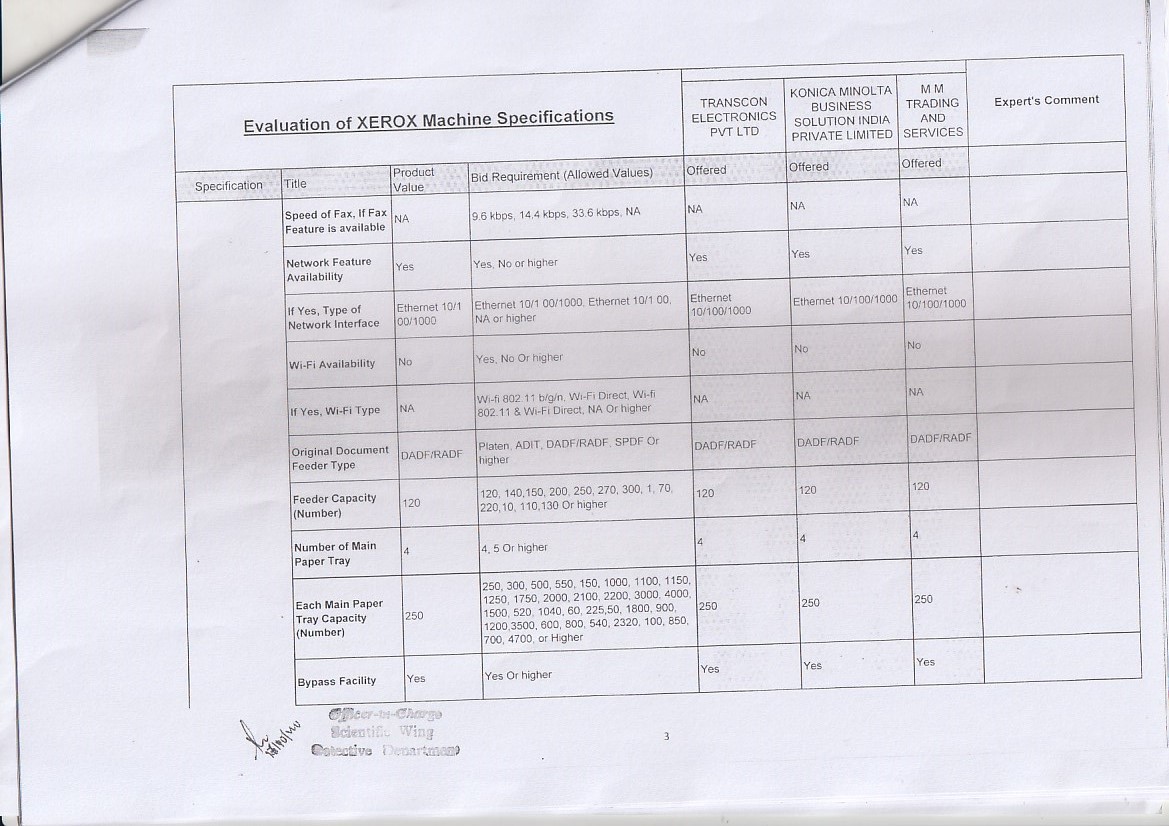 Evaluation of XEROX Machine Specifications
TRANSCON
ELECTRONICS
PVT LTD
KONICA MINOLTA
BUSINESS
SOLUTION INDIA
PRIVATE LIMITED
M M
TRADING
AND
SERVICES
Expert's Comment
Specification
Title
Product
Value
Bid Requirement (Allowed Values)
Offered
Offered
Offered
Speed of Fax, If Fax
Feature is available
NA
9.6 kbps, 14.4 kbps, 33.6 kbps, NA
NA
NA
NA
Network Feature
Availability
Yes
Yes, No or higher
Yes
Yes
Yes
If Yes, Type of
Network Interface
Ethernet 10/1
00/1000
Ethernet 10/1 00/1000, Ethernet 10/1 00,
NA or higher
Ethernet
10/100/1000
Ethernet 10/100/1000
Ethernet
10/100/1000
Wi-Fi Availability
No
Yes, No Or higher
No
No
No
If Yes, Wi-Fi Type
NA
Wi-fi 802.11 b/g/n, Wi-Fi Direct, Wi-fi
802.11 & Wi-Fi Direct, NA Or higher
NA
NA
NA
Original Document
Feeder Type
DADF/RADF
Platen, ADIT, DADF/RADF, SPDF Or
higher
DADF/RADF
DADF/RADF
DADF/RADF
Feeder Capacity
(Number)
120
120, 140,150, 200, 250, 270, 300, 1, 70,
220,10, 110,130 Or higher
120
120
120
Number of Main
Paper Tray
4
4, 5 Or higher
4
4
4
Each Main Paper
Tray Capacity
(Number)
250
250, 300, 500, 550, 150, 1000, 1100, 1150,
1250, 1750, 2000, 2100, 2200, 3000, 4000,
1500, 520, 1040, 60, 225,50, 1800, 900,
1200,3500, 600, 800, 540, 2320, 100, 850,
700, 4700, or Higher
250
250
250
Bypass Facility
Yes
Yes Or higher
Yes
Yes
Yes
Officer-in-Charge
Scientific Wing
Detective Department
3